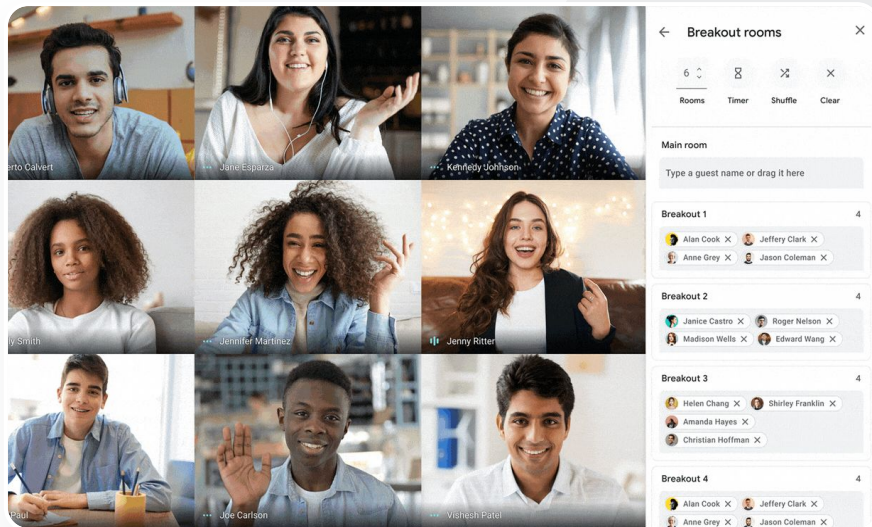 erto Calvert
Jane Esparza
Kennedy Johnson
ly Smith
Jennifer Martinez
Jenny Ritter
Paul
Joe Carlson
Vishesh Patel
Breakout rooms
6
Rooms Timer Shuffle Clear
Main room
Type a guest name or drag it here
Breakout 1 4
Alan Cook Jeffery Clark
Anne Grey Jason Coleman
Breakout 2 4
Janice Castro Roger Nelson
Madison Wells Edward Wang
Breakout 3 4
Helen Chang Shirley Franklin
Amanda Hayes
Christian Hoffman
Breakout 4 4
Alan Cook Jeffery Clark
Anne Grey Jason Coleman